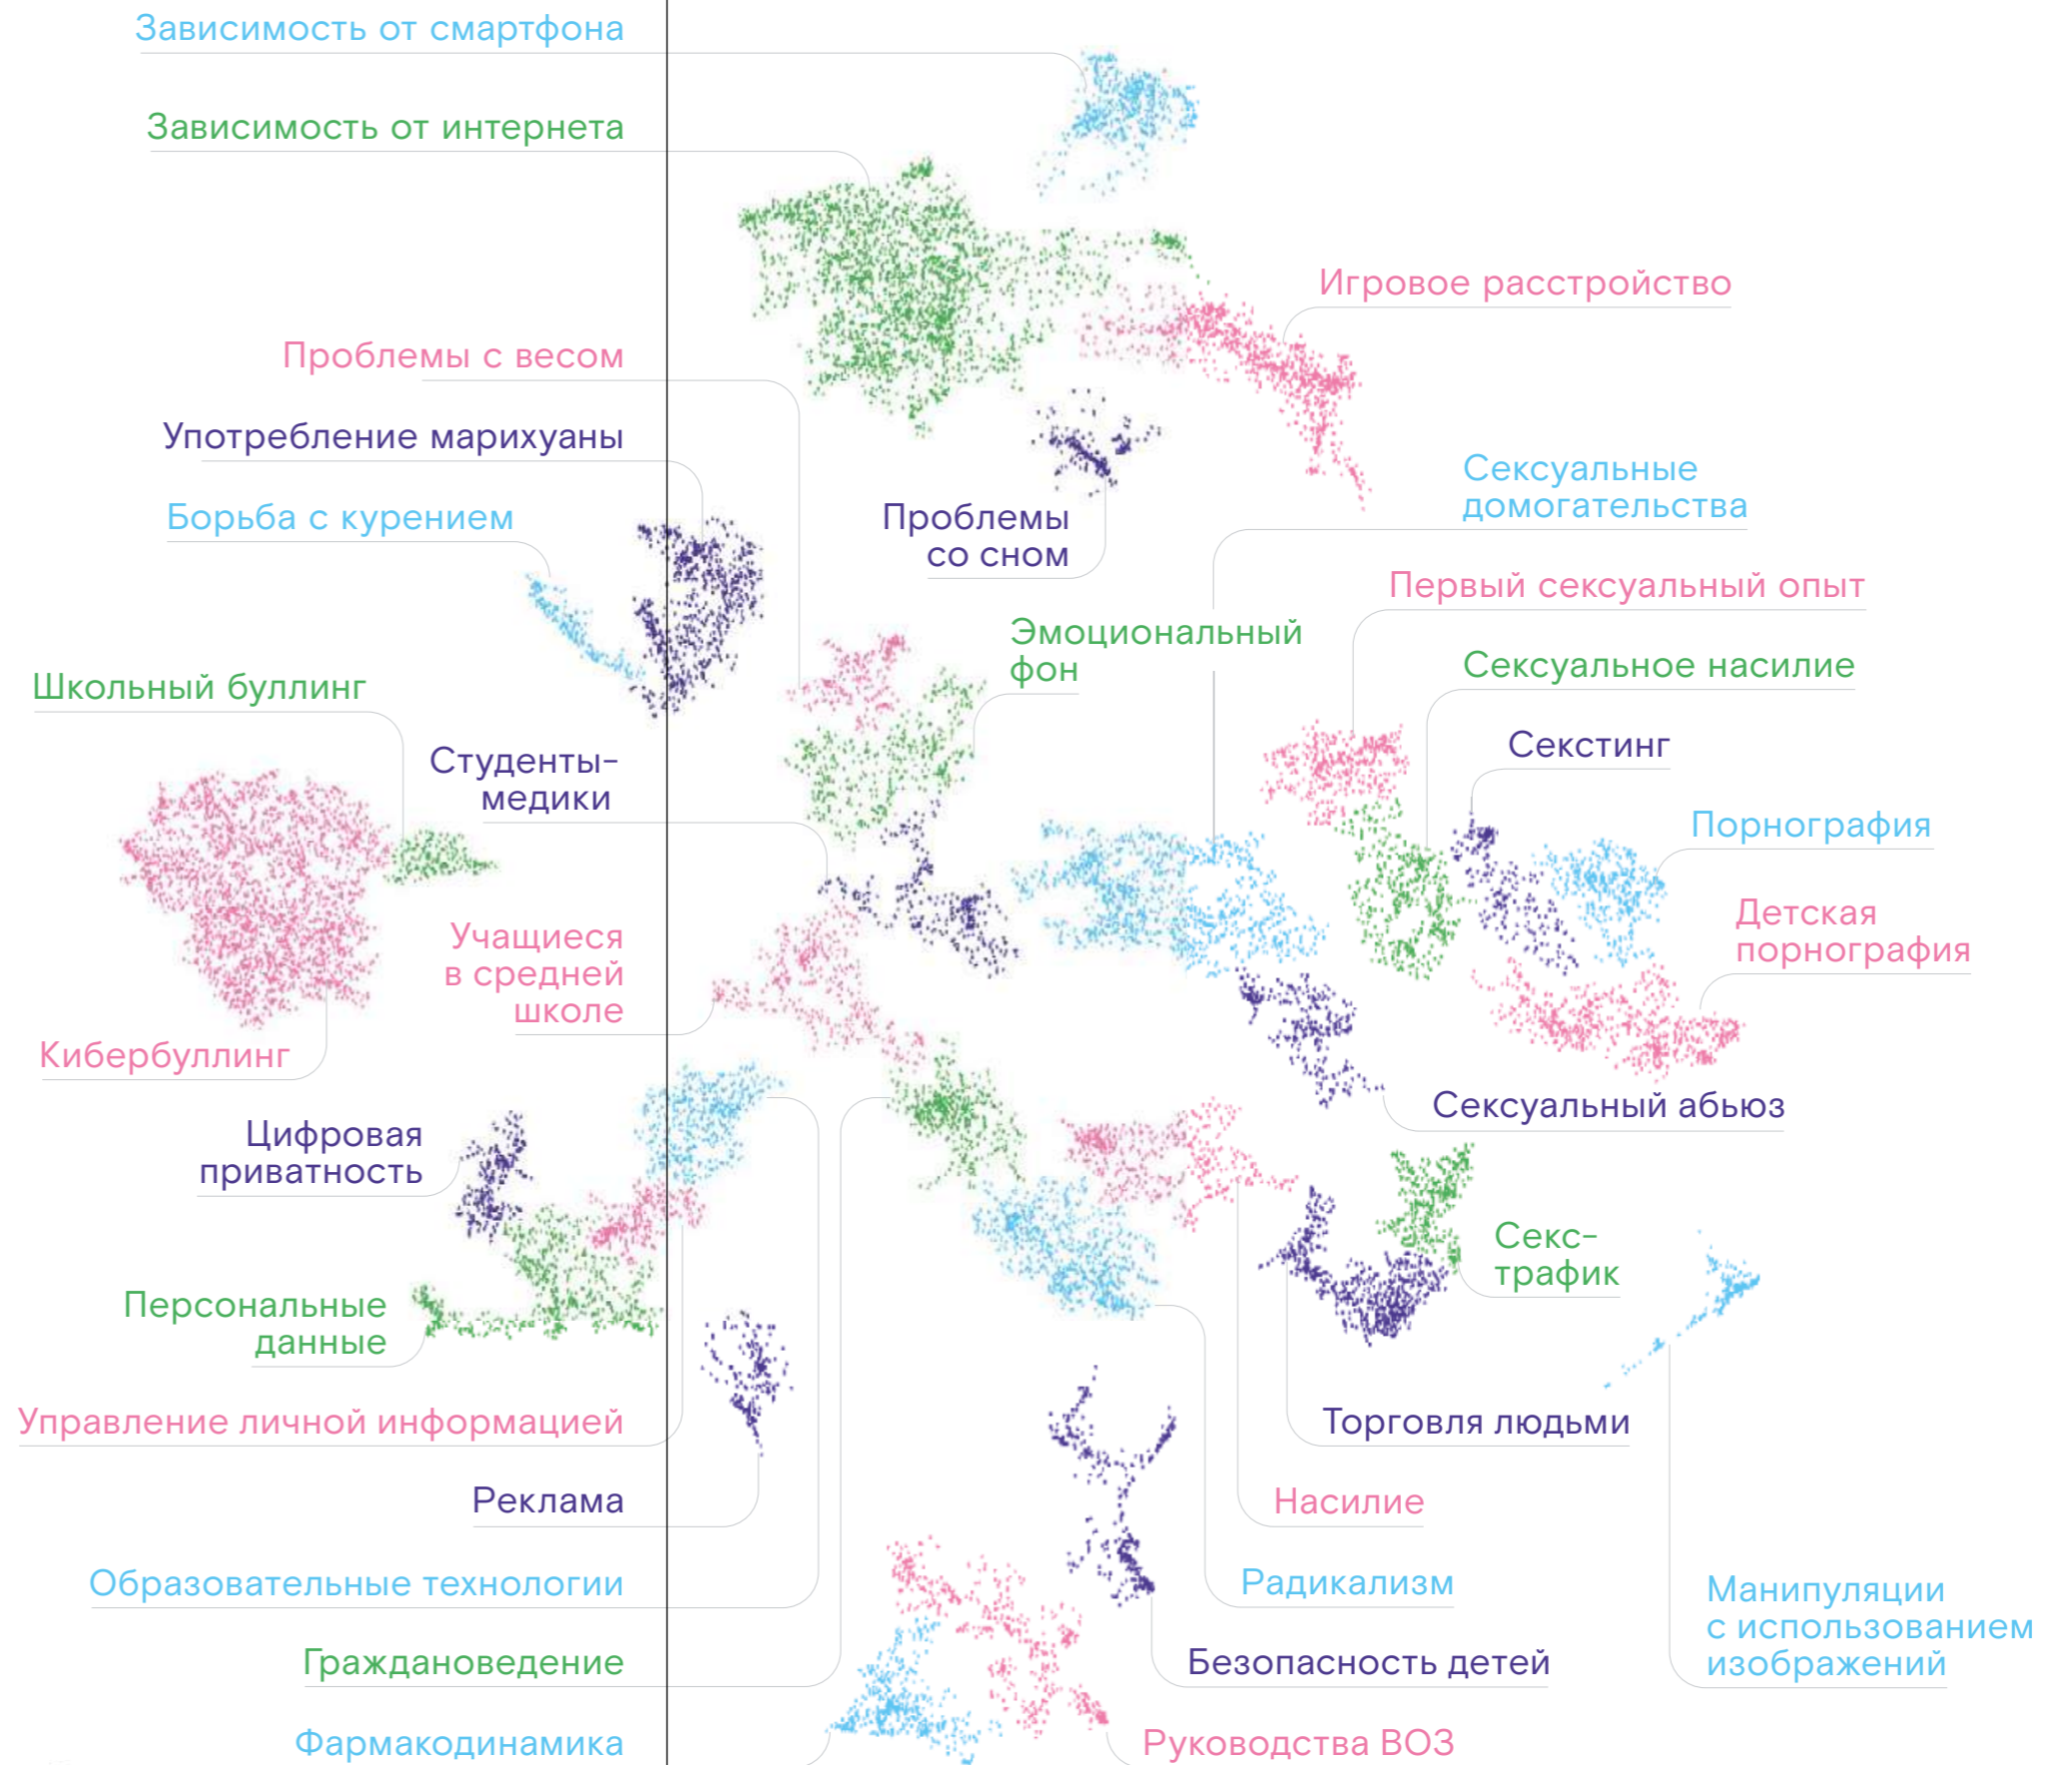 Зависимость от смартфона
Зависимость от интернета
Игровое расстройство
Проблемы с весом
Употребление марихуаны
Борьба с курением
Проблемы
со сном
Сексуальные
домогательства
Первый сексуальный опыт
Эмоциональный
фон
Сексуальное насилие
Школьный буллинг
Студенты-
медики
Секстинг
Порнография
Детская
порнография
Учащиеся
в средней
школе
Кибербуллинг
Сексуальный абьюз
Цифровая
приватность
Секс-
трафик
Персональные
данные
Управление личной информацией
Торговля людьми
Реклама
Насилие
Образовательные технологии
Радикализм
Манипуляции
с использованием
изображений
Граждановедение
Безопасность детей
Фармакодинамика
Руководства ВОЗ